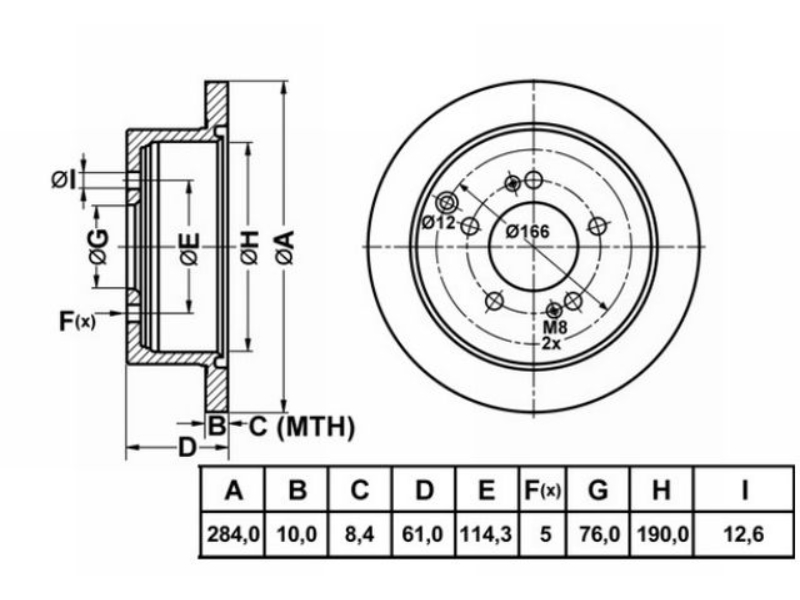 ØI
ØG
ØE
ØH
ØA
F(x)
B
C (MTH)
D
Ø12
Ø166
M8
2x
A B C D E F(x) G H I
284,0 10,0 8,4 61,0 114,3 5 76,0 190,0 12,6